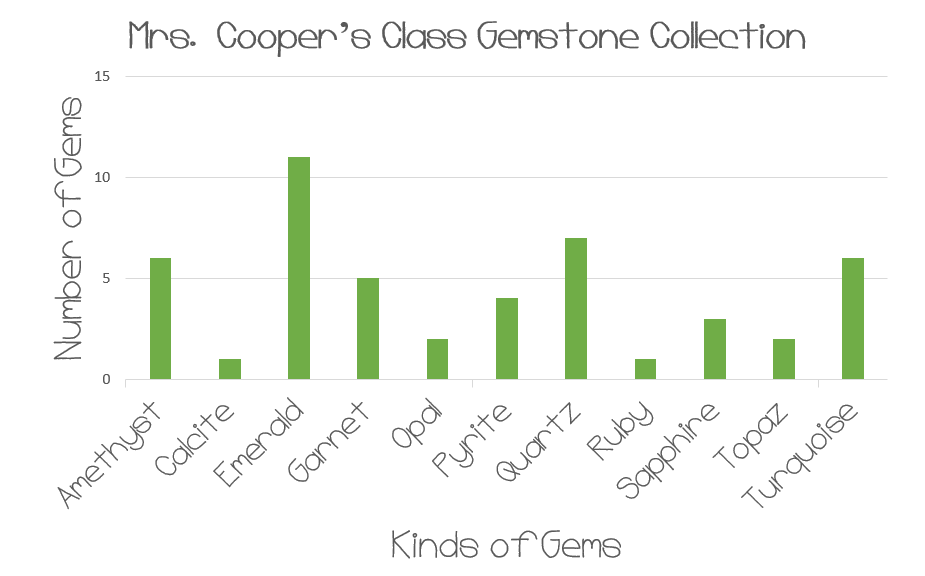 Mrs. Cooper's Class Gemstone Collection
Number of Gems
15
10
5
0
Amethyst
Calcite
Emerald
Garnet
Opal
Pyrite
Quartz
Ruby
Sapphire
Topaz
Turquoise
Kinds of Gems